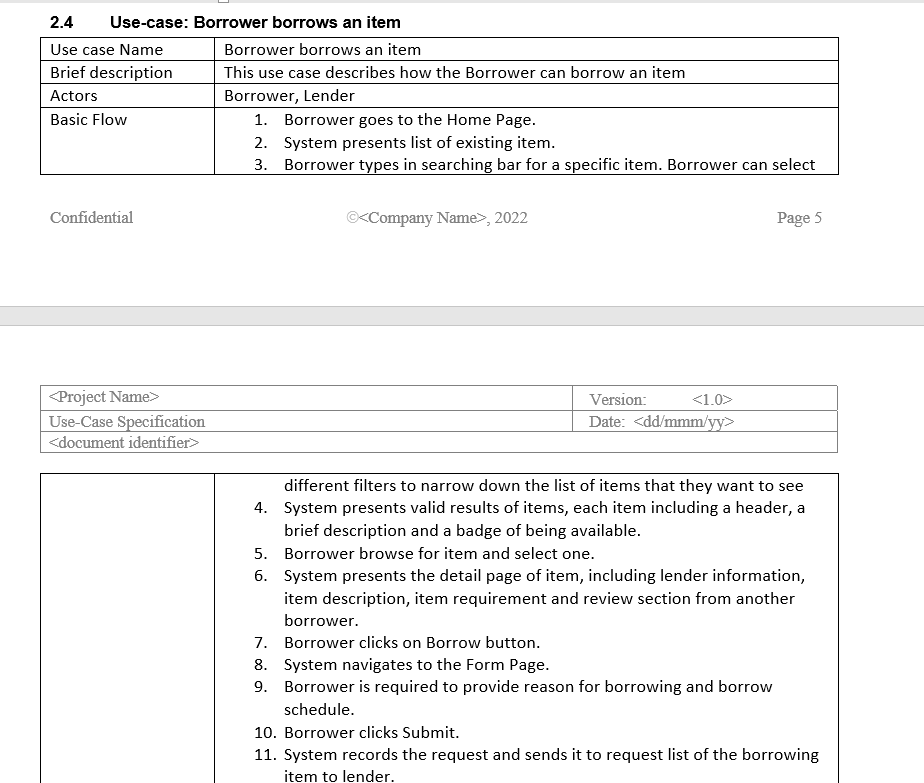 2.4 Use-case: Borrower borrows an item
Use case Name Borrower borrows an item
Brief description This use case describes how the Borrower can borrow an item
Actors Borrower, Lender
Basic Flow 1. Borrower goes to the Home Page.
2. System presents list of existing item.
3. Borrower types in searching bar for a specific item. Borrower can select
Confidential ©<Company Name>, 2022 Page 5
<Project Name> Version: <1.0>
Use-Case Specification Date: <dd/mmm/yy>
<document identifier>
different filters to narrow down the list of items that they want to see
4. System presents valid results of items, each item including a header, a
brief description and a badge of being available.
5. Borrower browse for item and select one.
6. System presents the detail page of item, including lender information,
item description, item requirement and review section from another
borrower.
7. Borrower clicks on Borrow button.
8. System navigates to the Form Page.
9. Borrower is required to provide reason for borrowing and borrow
schedule.
10. Borrower clicks Submit.
11. System records the request and sends it to request list of the borrowing
item to lender.